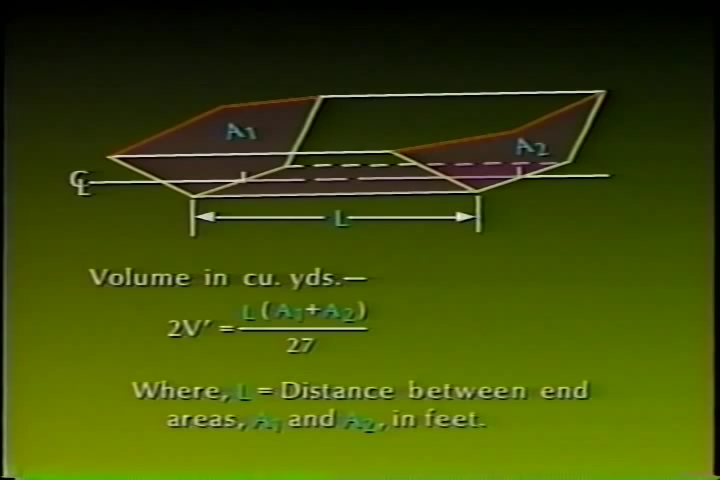 A₁
A₂
℄
L
Volume in cu. yds.—
2V' = L (A₁+A₂)
27
Where, L = Distance between end
areas, A₁ and A₂, in feet.